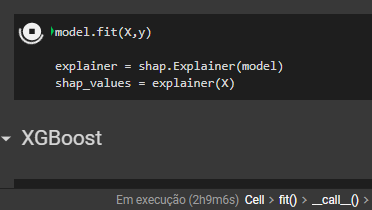 model.fit(X,y)
explainer = shap.Explainer(model)
shap_values = explainer(X)
XGBoost
Em execução (2h9m6s) Cell > fit() > __call__() >